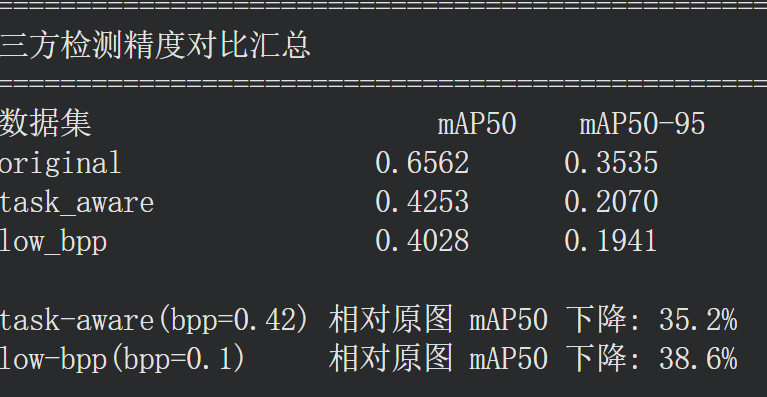 =================================================
三方检测精度对比汇总
=================================================
数据集 mAP50 mAP50-95
original 0.6562 0.3535
task_aware 0.4253 0.2070
low_bpp 0.4028 0.1941
task-aware(bpp=0.42) 相对原图 mAP50 下降: 35.2%
low-bpp(bpp=0.1) 相对原图 mAP50 下降: 38.6%